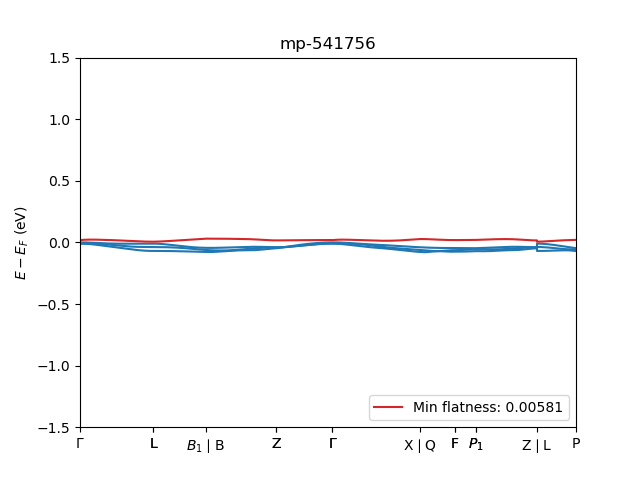 mp-541756
1.5
1.0
0.5
0.0
−0.5
−1.0
−1.5
E − E_F (eV)
Min flatness: 0.00581
Γ L B₁ | B Z Γ X | Q F P₁ Z | L P